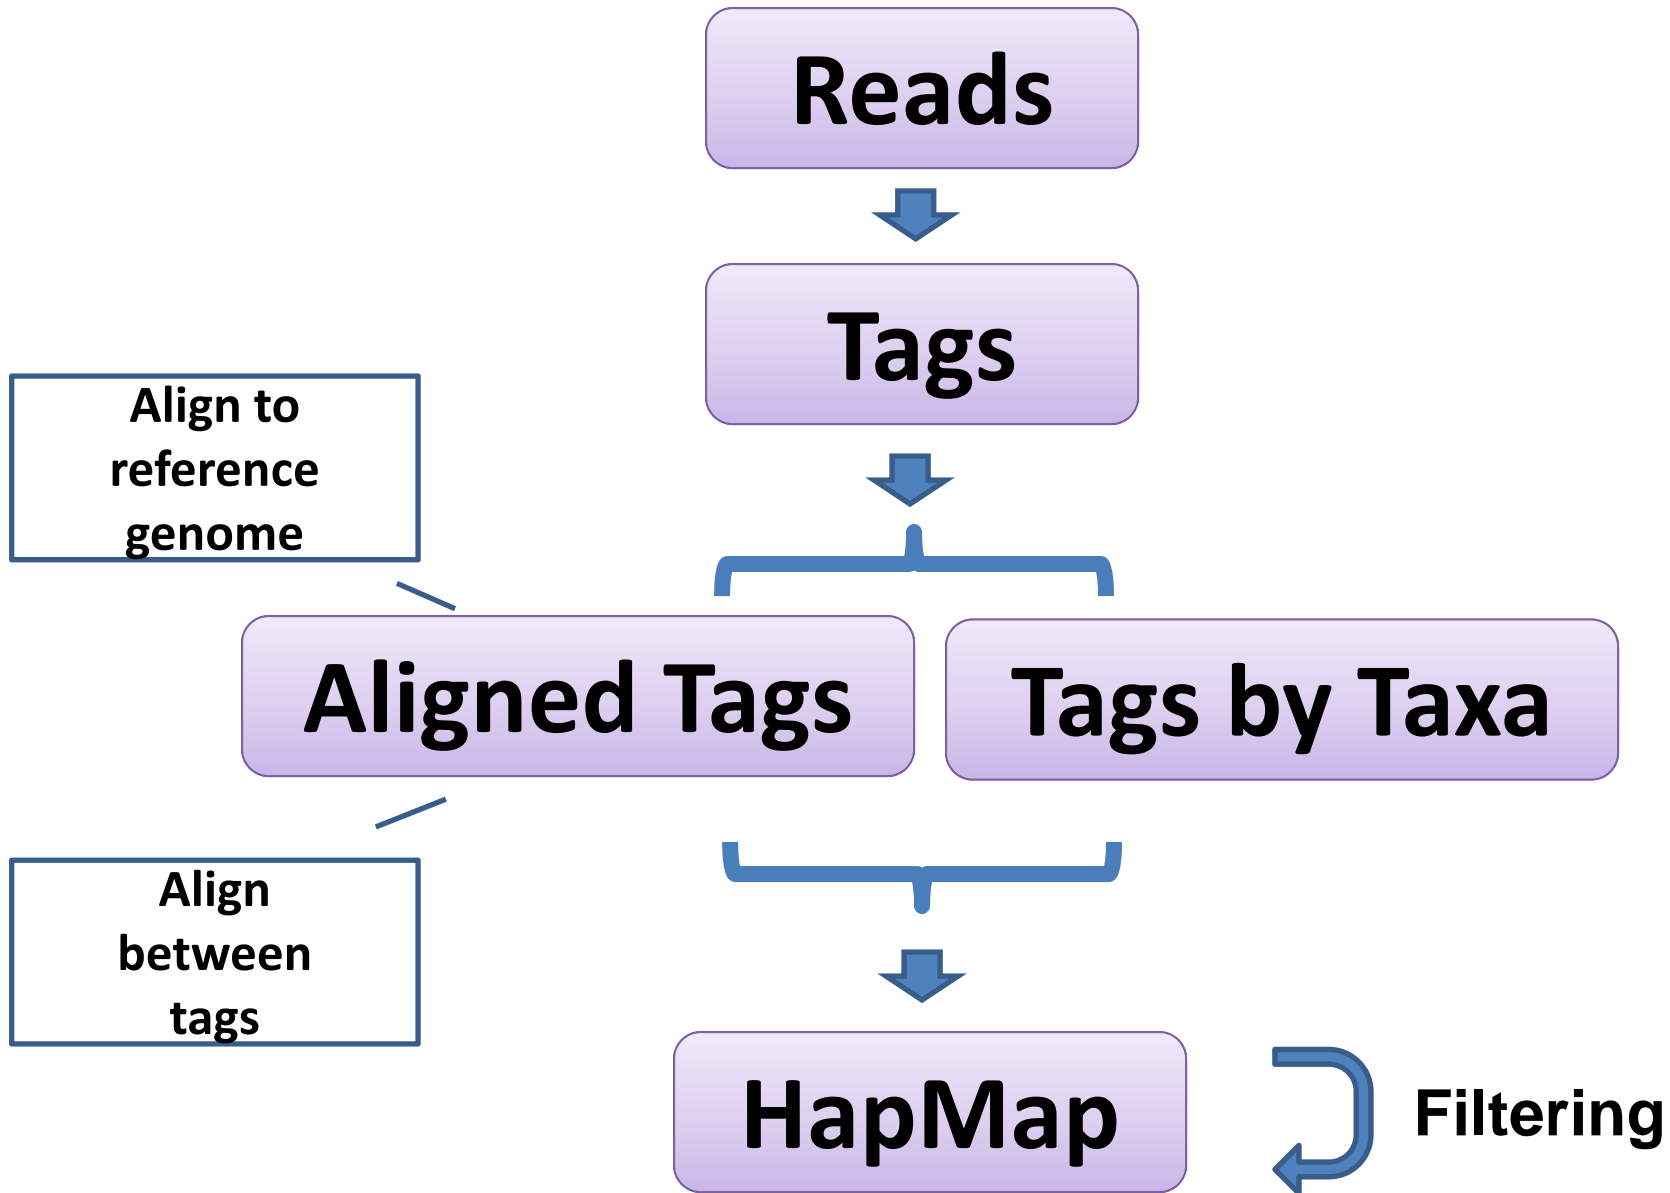 Reads
Tags
Align to
reference
genome
Aligned Tags
Tags by Taxa
Align
between
tags
HapMap
Filtering